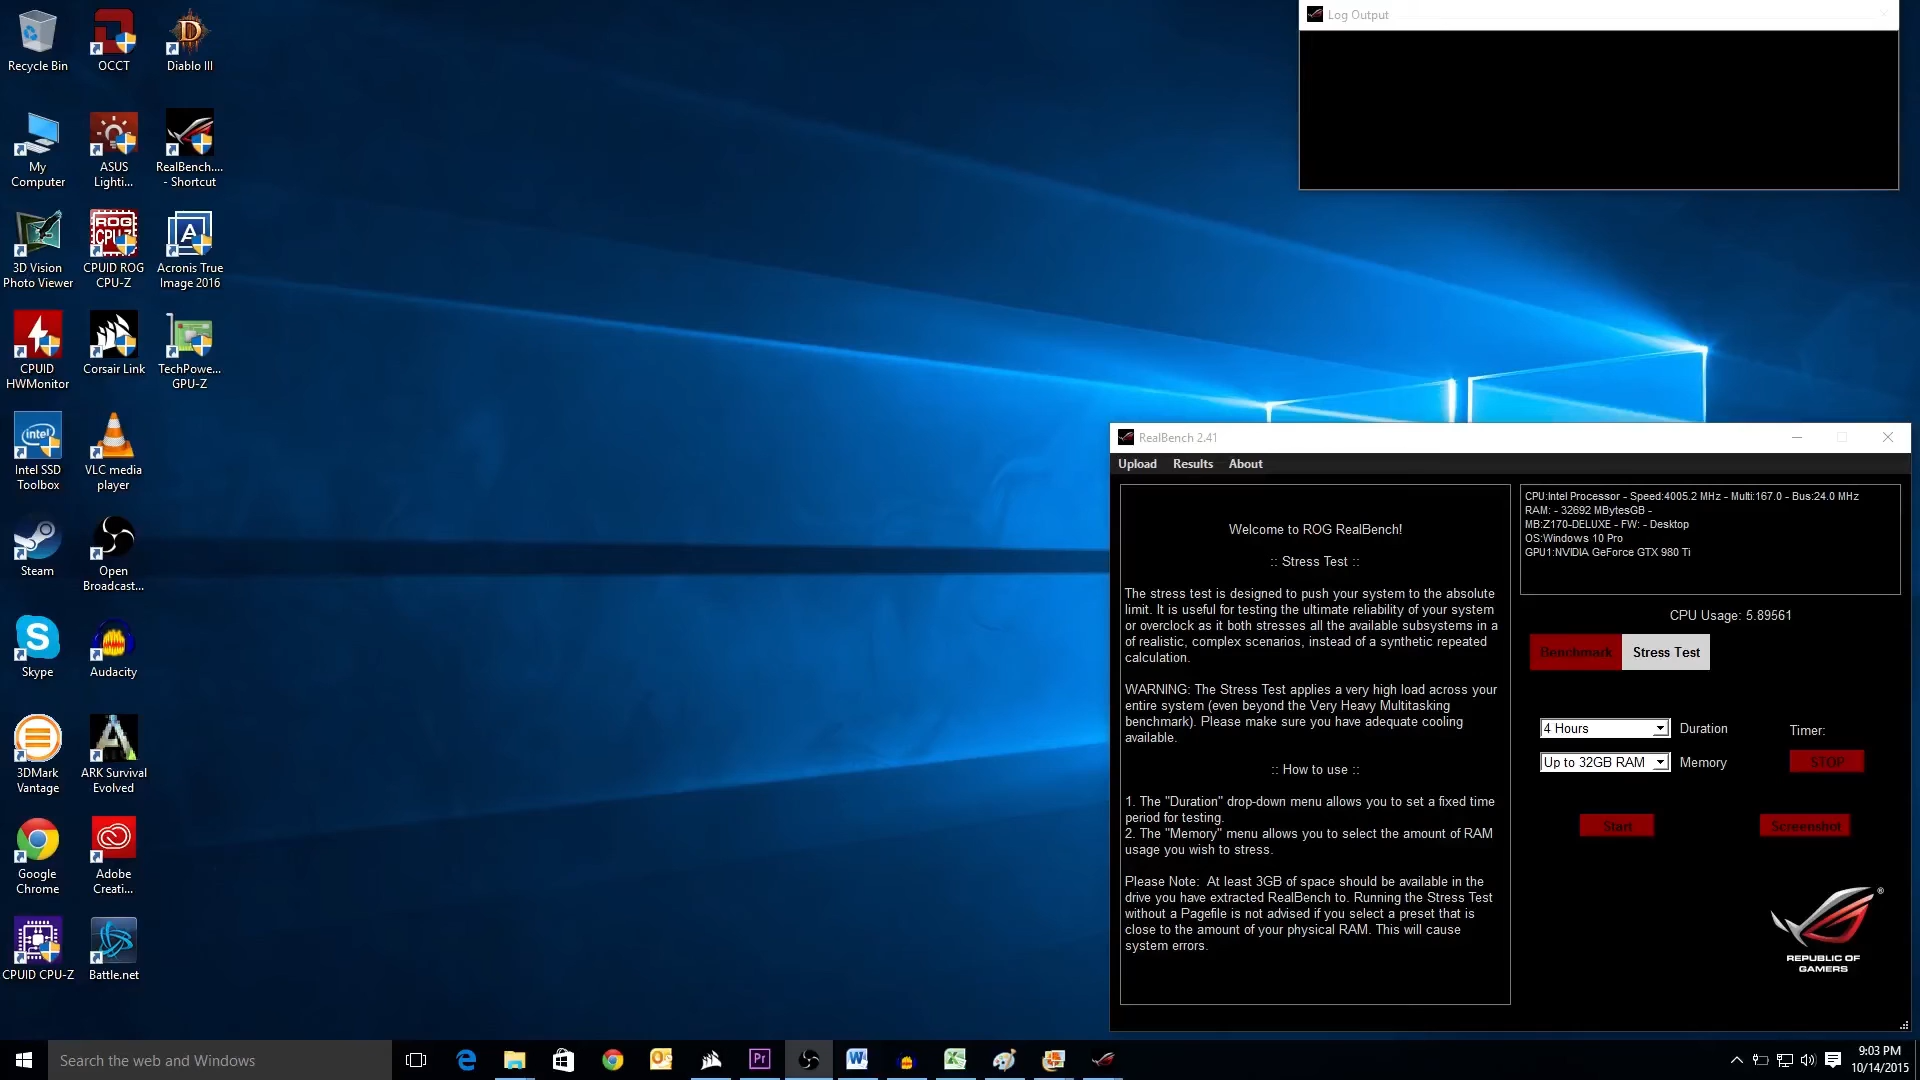 Recycle Bin
OCCT
Diablo III
My
Computer
ASUS
Lighti...
RealBench....
- Shortcut
3D Vision
Photo Viewer
ROG
CPU-Z
CPUID ROG
CPU-Z
A
Acronis True
Image 2016
CPUID
HWMonitor
Corsair Link
TechPowe...
GPU-Z
intel
Intel SSD
Toolbox
VLC media
player
Steam
Open
Broadcast...
Skype
Audacity
3DMark
Vantage
ARK Survival
Evolved
Google
Chrome
Adobe
Creati...
CPUID CPU-Z
Battle.net
Log Output
RealBench 2.41
Upload Results About
Welcome to ROG RealBench!
:: Stress Test ::
The stress test is designed to push your system to the absolute
limit. It is useful for testing the ultimate reliability of your system
or overclock as it both stresses all the available subsystems in a
of realistic, complex scenarios, instead of a synthetic repeated
calculation.
WARNING: The Stress Test applies a very high load across your
entire system (even beyond the Very Heavy Multitasking
benchmark). Please make sure you have adequate cooling
available.
:: How to use ::
1. The "Duration" drop-down menu allows you to set a fixed time
period for testing.
2. The "Memory" menu allows you to select the amount of RAM
usage you wish to stress.
Please Note:  At least 3GB of space should be available in the
drive you have extracted RealBench to. Running the Stress Test
without a Pagefile is not advised if you select a preset that is
close to the amount of your physical RAM. This will cause
system errors.
CPU:Intel Processor - Speed:4005.2 MHz - Multi:167.0 - Bus:24.0 MHz
RAM: - 32692 MBytesGB -
MB:Z170-DELUXE - FW: - Desktop
OS:Windows 10 Pro
GPU1:NVIDIA GeForce GTX 980 Ti
CPU Usage: 5.89561
Benchmark Stress Test
4 Hours Duration Timer:
Up to 32GB RAM Memory STOP
Start Screenshot
REPUBLIC OF
GAMERS
Search the web and Windows
9:03 PM
10/14/2015